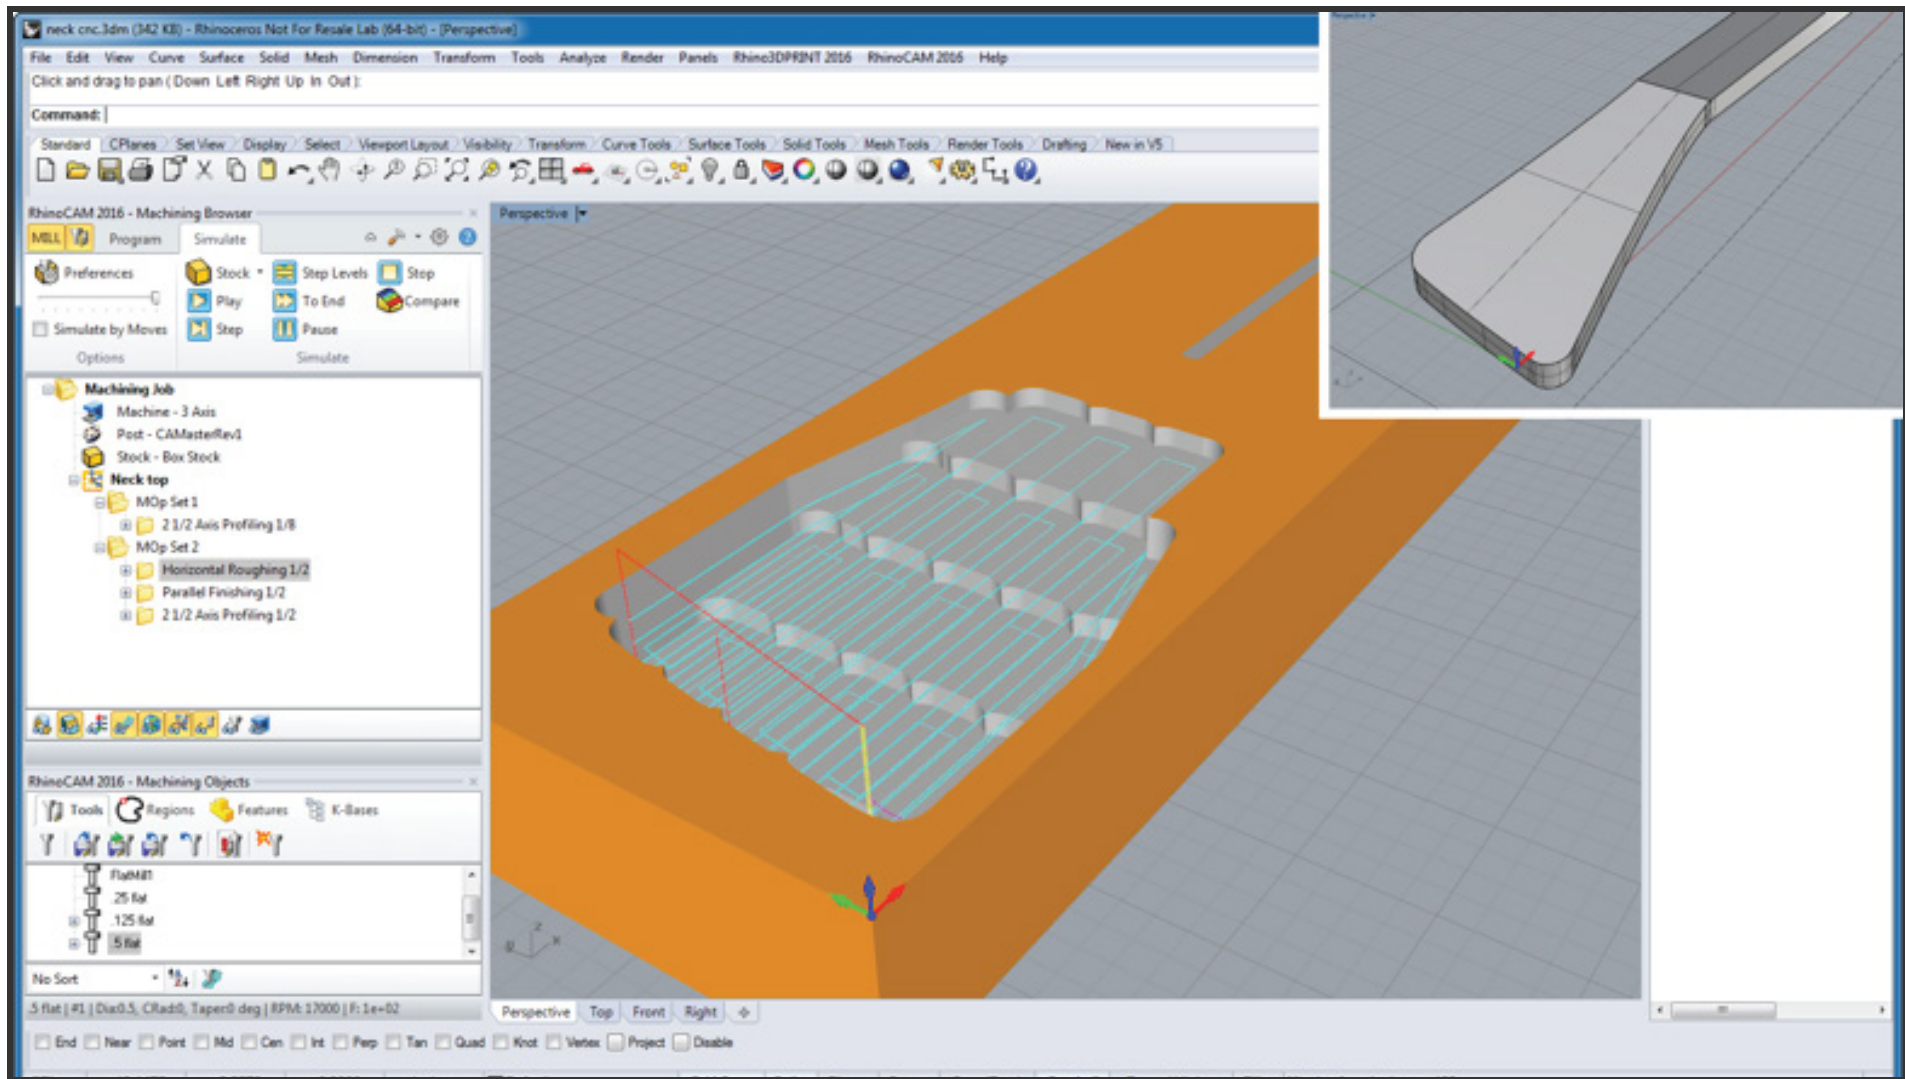 neck cnc.3dm (342 KB) - Rhinoceros Not For Resale Lab (64-bit) - [Perspective]
File Edit View Curve Surface Solid Mesh Dimension Transform Tools Analyze Render Panels Rhino3DPRINT 2016 RhinoCAM 2016 Help
Click and drag to pan ( Down Left Right Up In Out ):
Command:
Standard CPlanes Set View Display Select Viewport Layout Visibility Transform Curve Tools Surface Tools Solid Tools Mesh Tools Render Tools Drafting New in V5
RhinoCAM 2016 - Machining Browser
MILL Program Simulate
Preferences Stock Step Levels Stop
Play To End Compare
Simulate by Moves Step Pause
Options Simulate
Machining Job
Machine - 3 Axis
Post - CAMasterRev1
Stock - Box Stock
Neck top
MOp Set 1
2 1/2 Axis Profiling 1/8
MOp Set 2
Horizontal Roughing 1/2
Parallel Finishing 1/2
2 1/2 Axis Profiling 1/2
RhinoCAM 2016 - Machining Objects
Tools Regions Features K-Bases
FlatMill1
.25 flat
.125 flat
.5 flat
No Sort
.5 flat | #1 | Dia:0.5, CRad:0, Taper:0 deg | RPM: 17000 | F: 1e+02
Perspective
Perspective
z
x
Perspective Top Front Right
End Near Point Mid Cen Int Perp Tan Quad Knot Vertex Project Disable